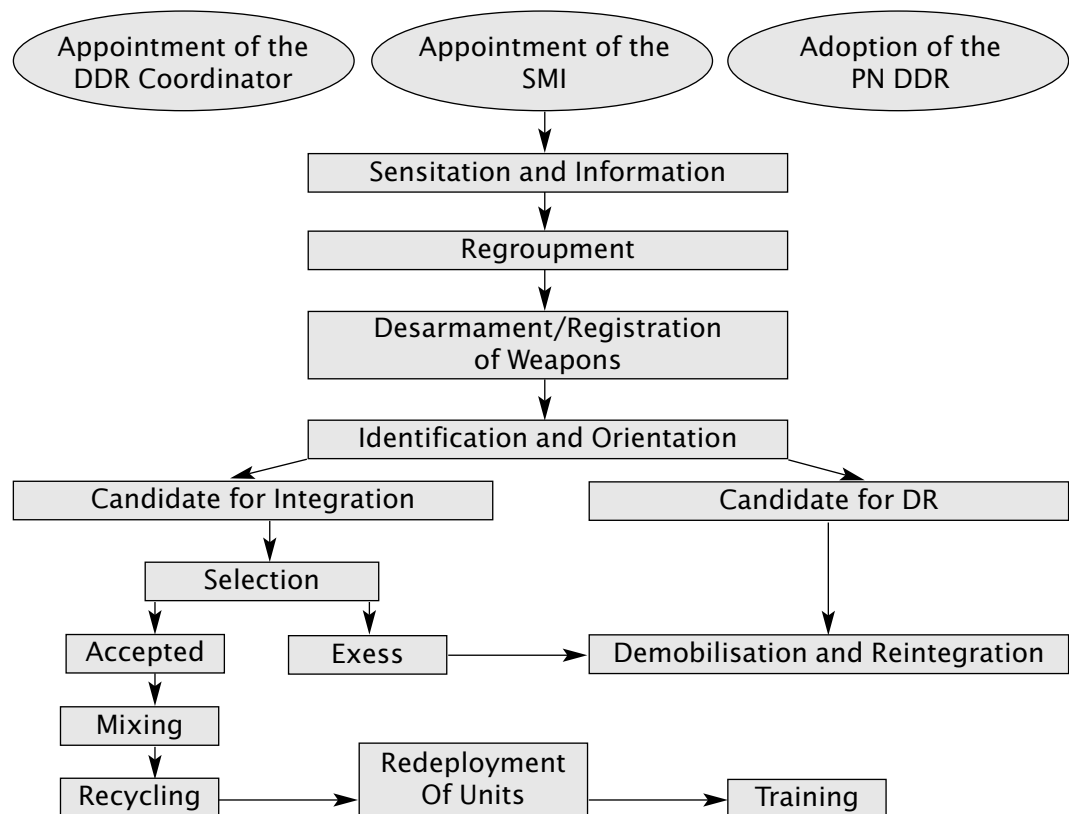 Appointment of the
DDR Coordinator
Appointment of the
SMI
Adoption of the
PN DDR
Sensitation and Information
Regroupment
Desarmament/Registration
of Weapons
Identification and Orientation
Candidate for Integration
Candidate for DR
Selection
Accepted
Exess
Demobilisation and Reintegration
Mixing
Recycling
Redeployment
Of Units
Training